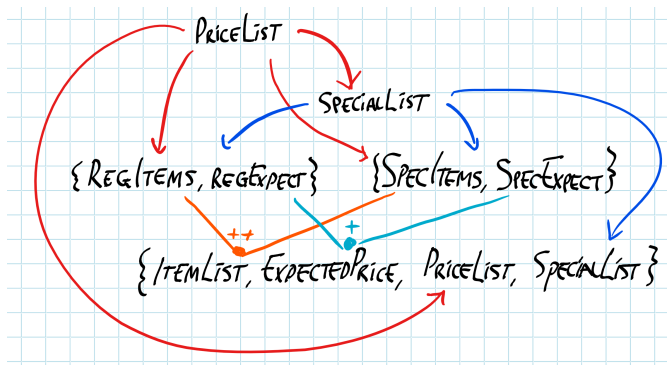 PRICELIST
SPECIALLIST
{REGITEMS, REGEXPECT} {SPECITEMS, SPECEXPECT}
++ +
{ITEMLIST, EXPECTEDPRICE, PRICELIST, SPECIALLIST}